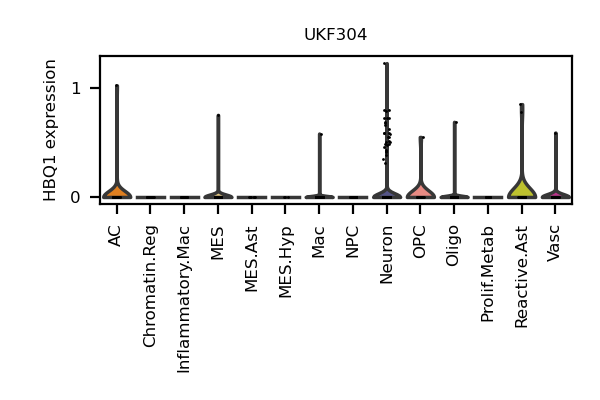 UKF304
HBQ1 expression
1
0
AC
Chromatin.Reg
Inflammatory.Mac
MES
MES.Ast
MES.Hyp
Mac
NPC
Neuron
OPC
Oligo
Prolif.Metab
Reactive.Ast
Vasc